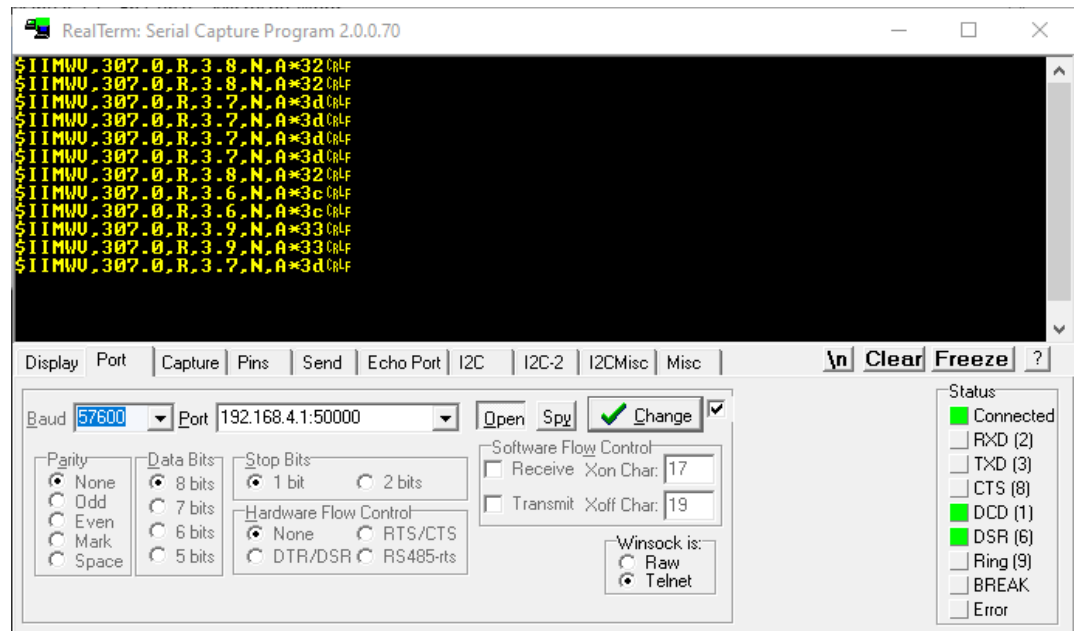 RealTerm: Serial Capture Program 2.0.0.70
$IIMWV,307.0,R,3.8,N,A*32CRLF
$IIMWV,307.0,R,3.8,N,A*32CRLF
$IIMWV,307.0,R,3.7,N,A*3dCRLF
$IIMWV,307.0,R,3.7,N,A*3dCRLF
$IIMWV,307.0,R,3.7,N,A*3dCRLF
$IIMWV,307.0,R,3.7,N,A*3dCRLF
$IIMWV,307.0,R,3.8,N,A*32CRLF
$IIMWV,307.0,R,3.6,N,A*3cCRLF
$IIMWV,307.0,R,3.6,N,A*3cCRLF
$IIMWV,307.0,R,3.9,N,A*33CRLF
$IIMWV,307.0,R,3.9,N,A*33CRLF
$IIMWV,307.0,R,3.7,N,A*3dCRLF
Display Port Capture Pins Send Echo Port I2C I2C-2 I2CMisc Misc \n Clear Freeze ?
Baud 57600 Port 192.168.4.1:50000 Open Spy Change
Parity
None
Odd
Even
Mark
Space
Data Bits
8 bits
7 bits
6 bits
5 bits
Stop Bits
1 bit 2 bits
Hardware Flow Control
None RTS/CTS
DTR/DSR RS485-rts
Software Flow Control
Receive Xon Char: 17
Transmit Xoff Char: 19
Winsock is:
Raw
Telnet
Status
Connected
RXD (2)
TXD (3)
CTS (8)
DCD (1)
DSR (6)
Ring (9)
BREAK
Error